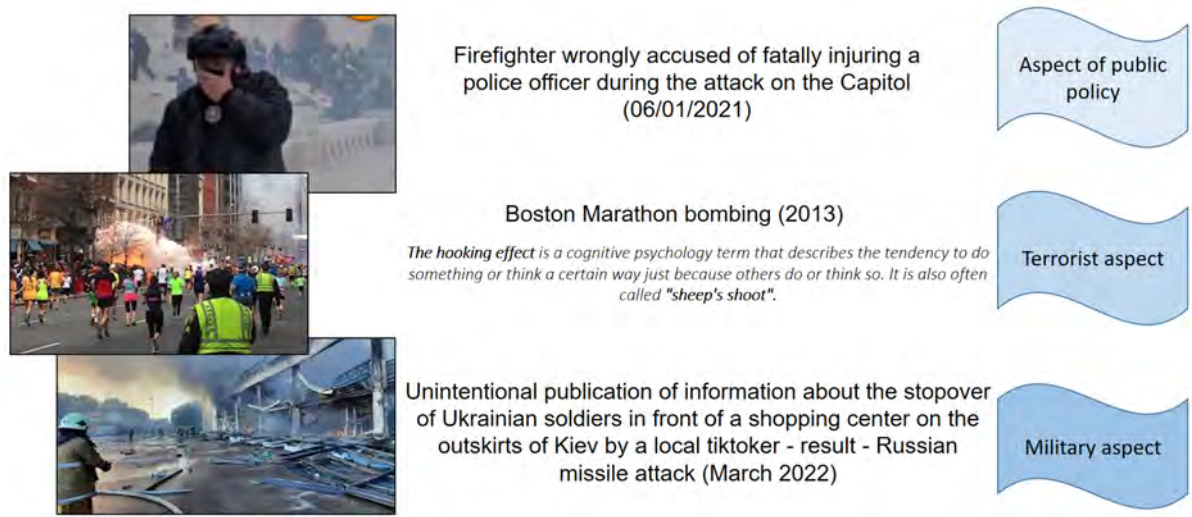 Firefighter wrongly accused of fatally injuring a
police officer during the attack on the Capitol
(06/01/2021)
Aspect of public
policy
Boston Marathon bombing (2013)
The hooking effect is a cognitive psychology term that describes the tendency to do
something or think a certain way just because others do or think so. It is also often
called "sheep's shoot".
Terrorist aspect
Unintentional publication of information about the stopover
of Ukrainian soldiers in front of a shopping center on the
outskirts of Kiev by a local tiktoker - result - Russian
missile attack (March 2022)
Military aspect